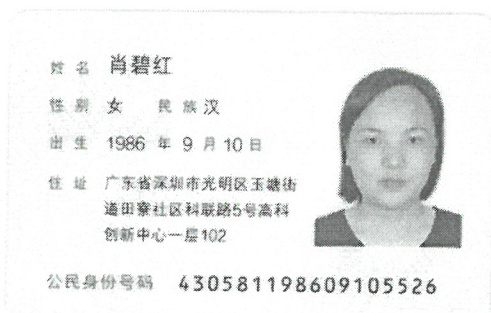 姓名 肖碧红
性别 女 民族 汉
出生 1986 年 9 月 10 日
住址 广东省深圳市光明区玉塘街
道田寮社区科联路5号高科
创新中心一层102
公民身份号码 430581198609105526